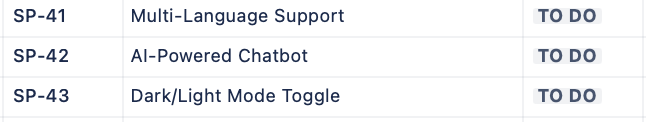 SP-41 Multi-Language Support TO DO
SP-42 AI-Powered Chatbot TO DO
SP-43 Dark/Light Mode Toggle TO DO